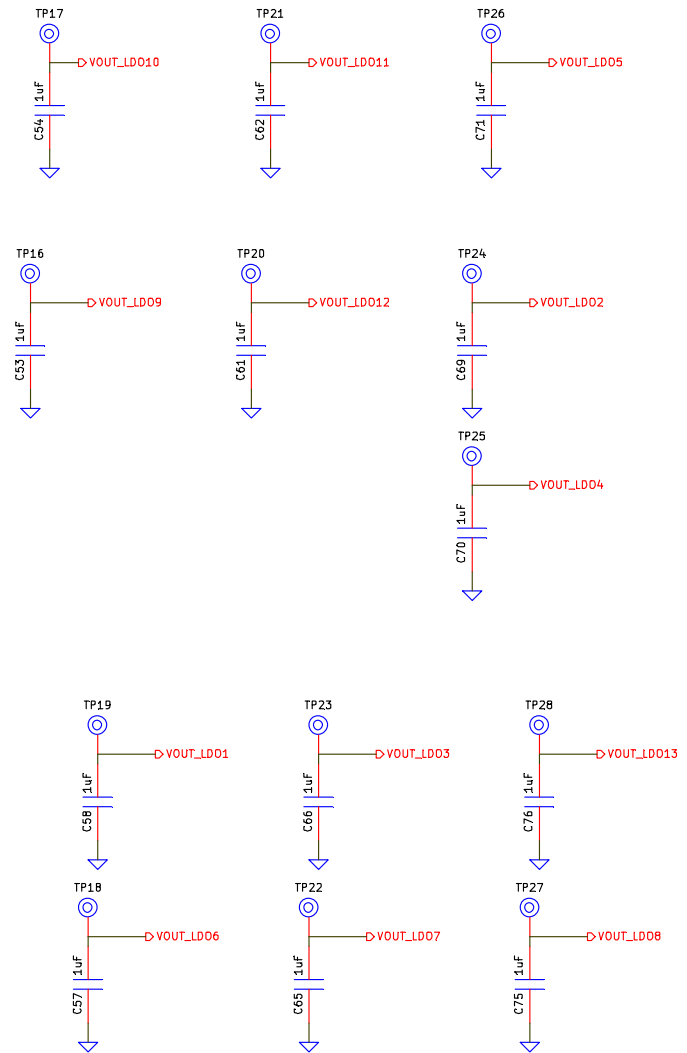 TP17
VOUT_LDO10
1uF
C54
TP21
VOUT_LDO11
1uF
C62
TP26
VOUT_LDO5
1uF
C71
TP16
VOUT_LDO9
1uF
C53
TP20
VOUT_LDO12
1uF
C61
TP24
VOUT_LDO2
1uF
C69
TP25
VOUT_LDO4
1uF
C70
TP19
VOUT_LDO1
1uF
C58
TP23
VOUT_LDO3
1uF
C66
TP28
VOUT_LDO13
1uF
C76
TP18
VOUT_LDO6
1uF
C57
TP22
VOUT_LDO7
1uF
C65
TP27
VOUT_LDO8
1uF
C75